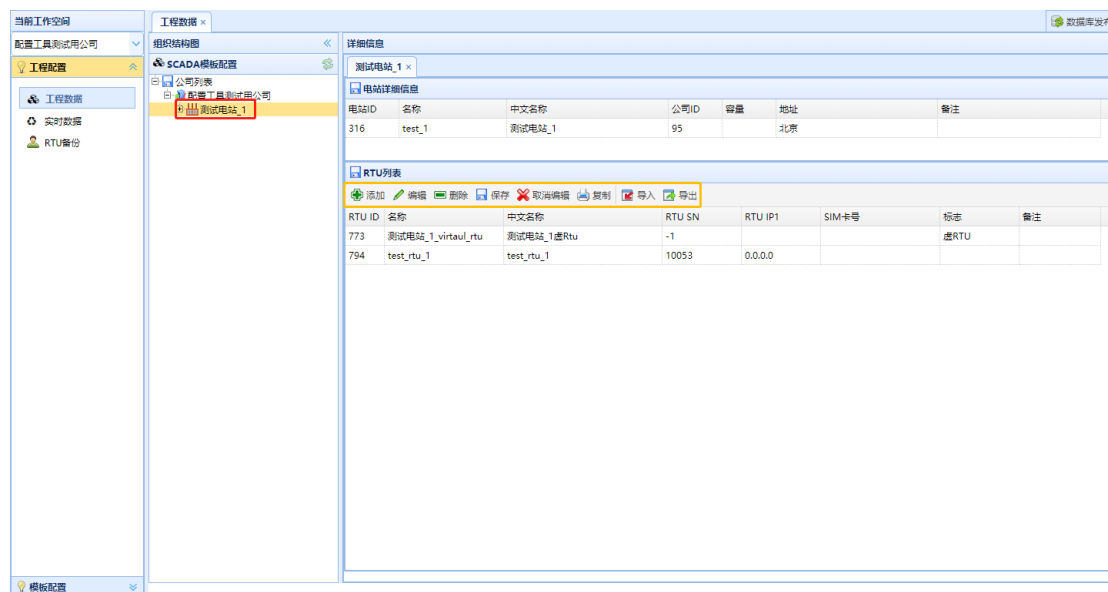 当前工作空间
配置工具测试用公司
工程配置
工程数据
实时数据
RTU备份
模板配置
工程数据 ×
数据库发布
组织结构图
SCADA模板配置
公司列表
配置工具测试用公司
测试电站_1
详细信息
测试电站_1 ×
电站详细信息
电站ID 名称 中文名称 公司ID 容量 地址 备注
316 test_1 测试电站_1 95 北京
RTU列表
添加 编辑 删除 保存 取消编辑 复制 导入 导出
RTU ID 名称 中文名称 RTU SN RTU IP1 SIM卡号 标志 备注
773 测试电站_1_virtaul_rtu 测试电站_1虚Rtu -1 虚RTU
794 test_rtu_1 test_rtu_1 10053 0.0.0.0